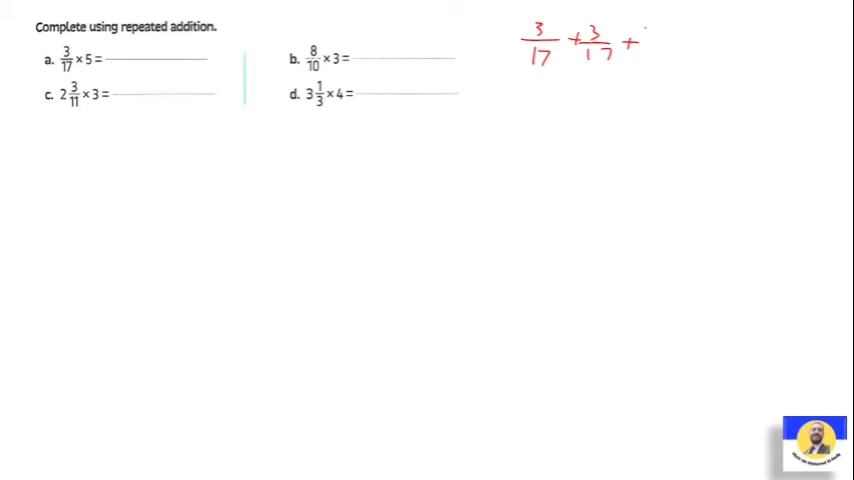 Complete using repeated addition.
a. 3/17 × 5 =
b. 8/10 × 3 =
c. 2 3/11 × 3 =
d. 3 1/3 × 4 =
3/17 + 3/17 +